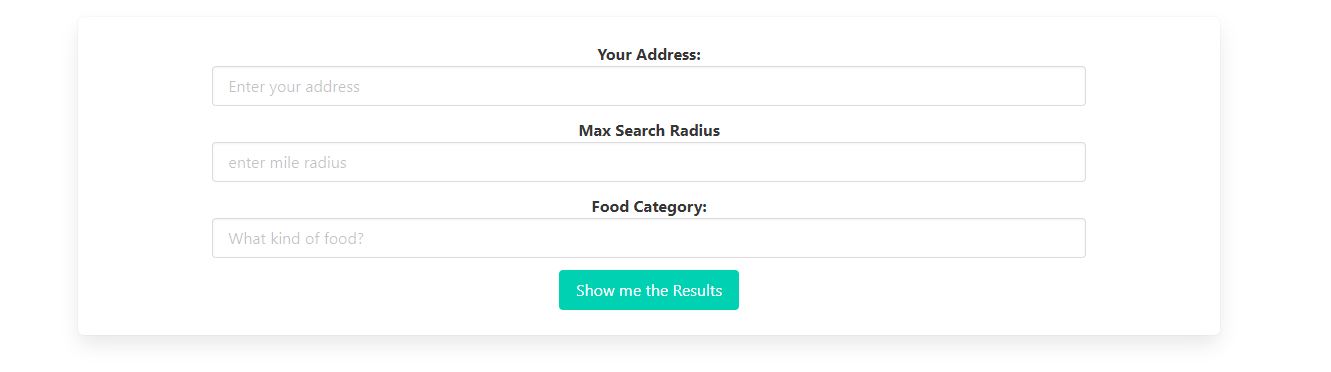 Your Address:
Enter your address
Max Search Radius
enter mile radius
Food Category:
What kind of food?
Show me the Results